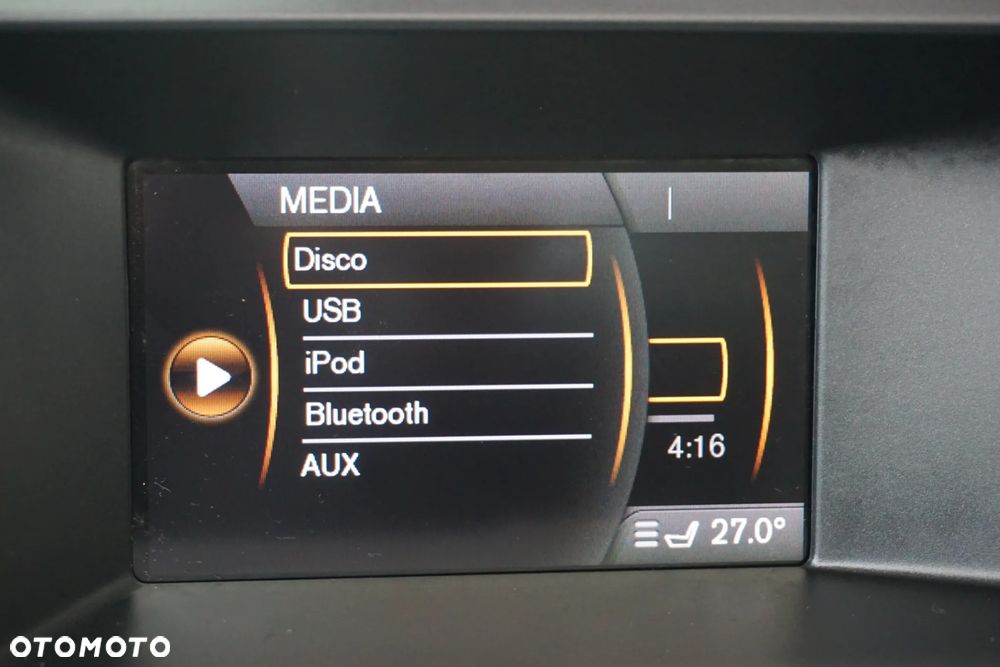 MEDIA
Disco
USB
iPod
Bluetooth
AUX
4:16
27.0°
OTOMOTO